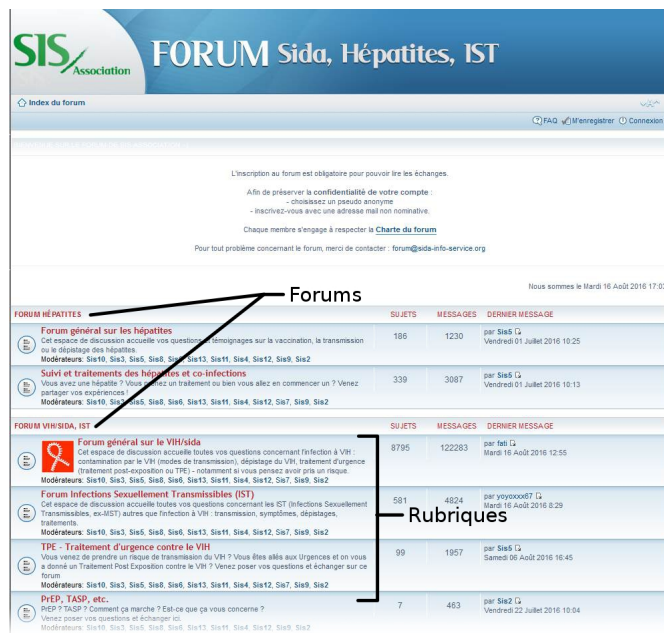 SIS
Association
FORUM Sida, Hépatites, IST
Index du forum
FAQ M'enregistrer Connexion
L'inscription au forum est obligatoire pour pouvoir lire les échanges.
Afin de préserver la confidentialité de votre compte :
- choisissez un pseudo anonyme
- inscrivez-vous avec une adresse mail non nominative.
Chaque membre s'engage à respecter la Charte du forum
Pour tout problème concernant le forum, merci de contacter : forum@sida-info-service.org
Nous sommes le Mardi 16 Août 2016 17:03
Forums
FORUM HÉPATITES SUJETS MESSAGES DERNIER MESSAGE
Forum général sur les hépatites
Cet espace accueille vos questions et témoignages sur la vaccination, la transmission
ou le dépistage des hépatites.
Modérateurs: Sis10, Sis3, Sis5, Sis8, Sis6, Sis13, Sis11, Sis4, Sis12, Sis9, Sis2
186 1230 par Sis5
Vendredi 01 Juillet 2016 10:25
Suivi et traitements des hépatites et co-infections
Vous avez une hépatite ? Vous prenez un traitement ou bien vous allez en commencer un ? Venez
partager vos expériences !
Modérateurs: Sis10, Sis3, Sis5, Sis8, Sis6, Sis13, Sis11, Sis4, Sis12, Sis7, Sis9, Sis2
339 3087 par Sis5
Vendredi 01 Juillet 2016 10:13
FORUM VIH/SIDA, IST SUJETS MESSAGES DERNIER MESSAGE
Forum général sur le VIH/sida
Cet espace de discussion accueille toutes vos questions concernant l'infection à VIH :
contamination par le VIH (modes de transmission), dépistage du VIH, traitement d'urgence
(traitement post-exposition ou TPE) - notamment si vous pensez avoir pris un risque.
Modérateurs: Sis10, Sis3, Sis5, Sis8, Sis6, Sis13, Sis11, Sis4, Sis12, Sis7, Sis9, Sis2
8795 122283 par fati
Mardi 16 Août 2016 12:55
Forum Infections Sexuellement Transmissibles (IST)
Cet espace de discussion accueille toutes vos questions concernant les IST (Infections Sexuellement
Transmissibles, ex-MST) autres que l'infection à VIH : transmission, symptômes, dépistages,
traitements.
Modérateurs: Sis10, Sis3, Sis5, Sis8, Sis6, Sis13, Sis11, Sis4, Sis12, Sis7, Sis9, Sis2
581 4824 par yoyoxxx67
Mardi 16 Août 2016 8:29
Rubriques
TPE - Traitement d'urgence contre le VIH
Vous venez de prendre un risque de transmission du VIH ? Vous êtes allés aux Urgences et on vous
a donné un Traitement Post Exposition contre le VIH ? Venez poser vos questions et échanger sur ce
forum
Modérateurs: Sis10, Sis3, Sis5, Sis8, Sis6, Sis13, Sis11, Sis4, Sis12, Sis7, Sis9, Sis2
99 1957 par Sis5
Samedi 06 Août 2016 16:45
PrEP, TASP, etc.
PrEP ? TASP ? Comment ça marche ? Est-ce que ça vous concerne ?
Venez poser vos questions et échanger ici.
Modérateurs: Sis10, Sis3, Sis5, Sis8, Sis6, Sis13, Sis11, Sis4, Sis12, Sis9, Sis2
7 463 par Sis2
Vendredi 22 Juillet 2016 10:04